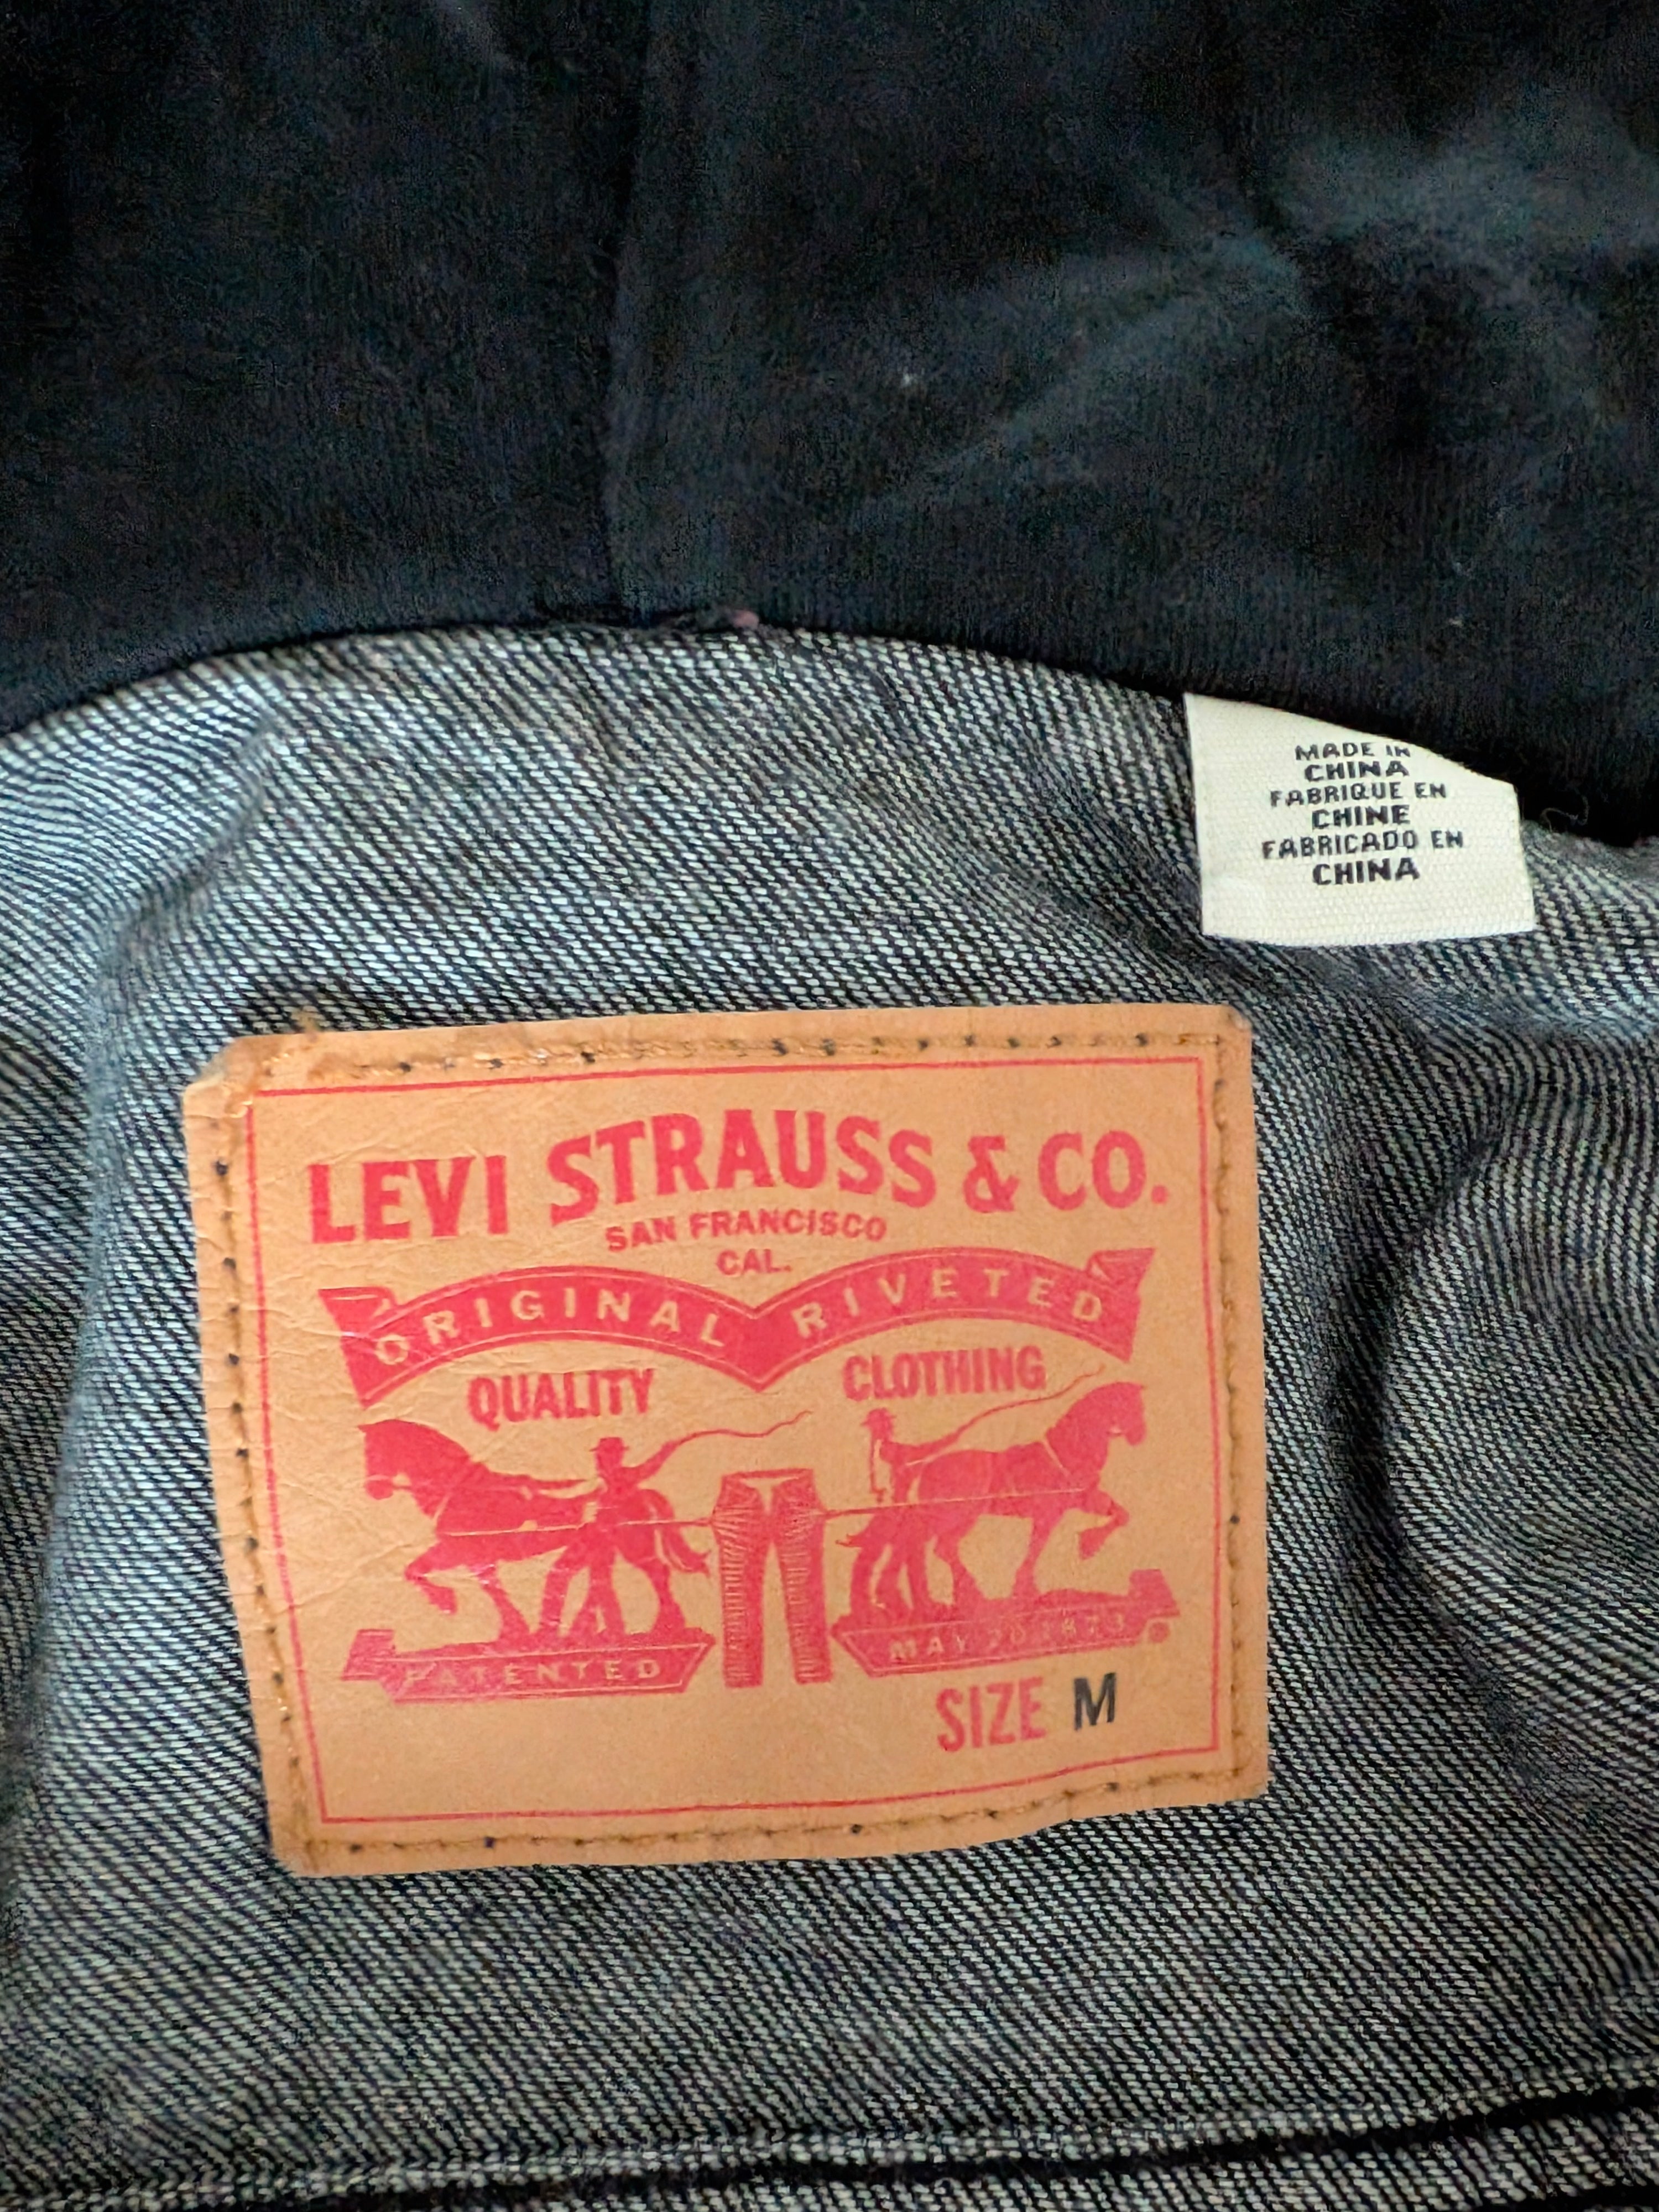 MADE IN
CHINA
FABRIQUE EN
CHINE
FABRICADO EN
CHINA
LEVI STRAUSS & CO.
SAN FRANCISCO
CAL.
ORIGINAL RIVETED
QUALITY CLOTHING
PATENTED MAY 20 1873
SIZE M